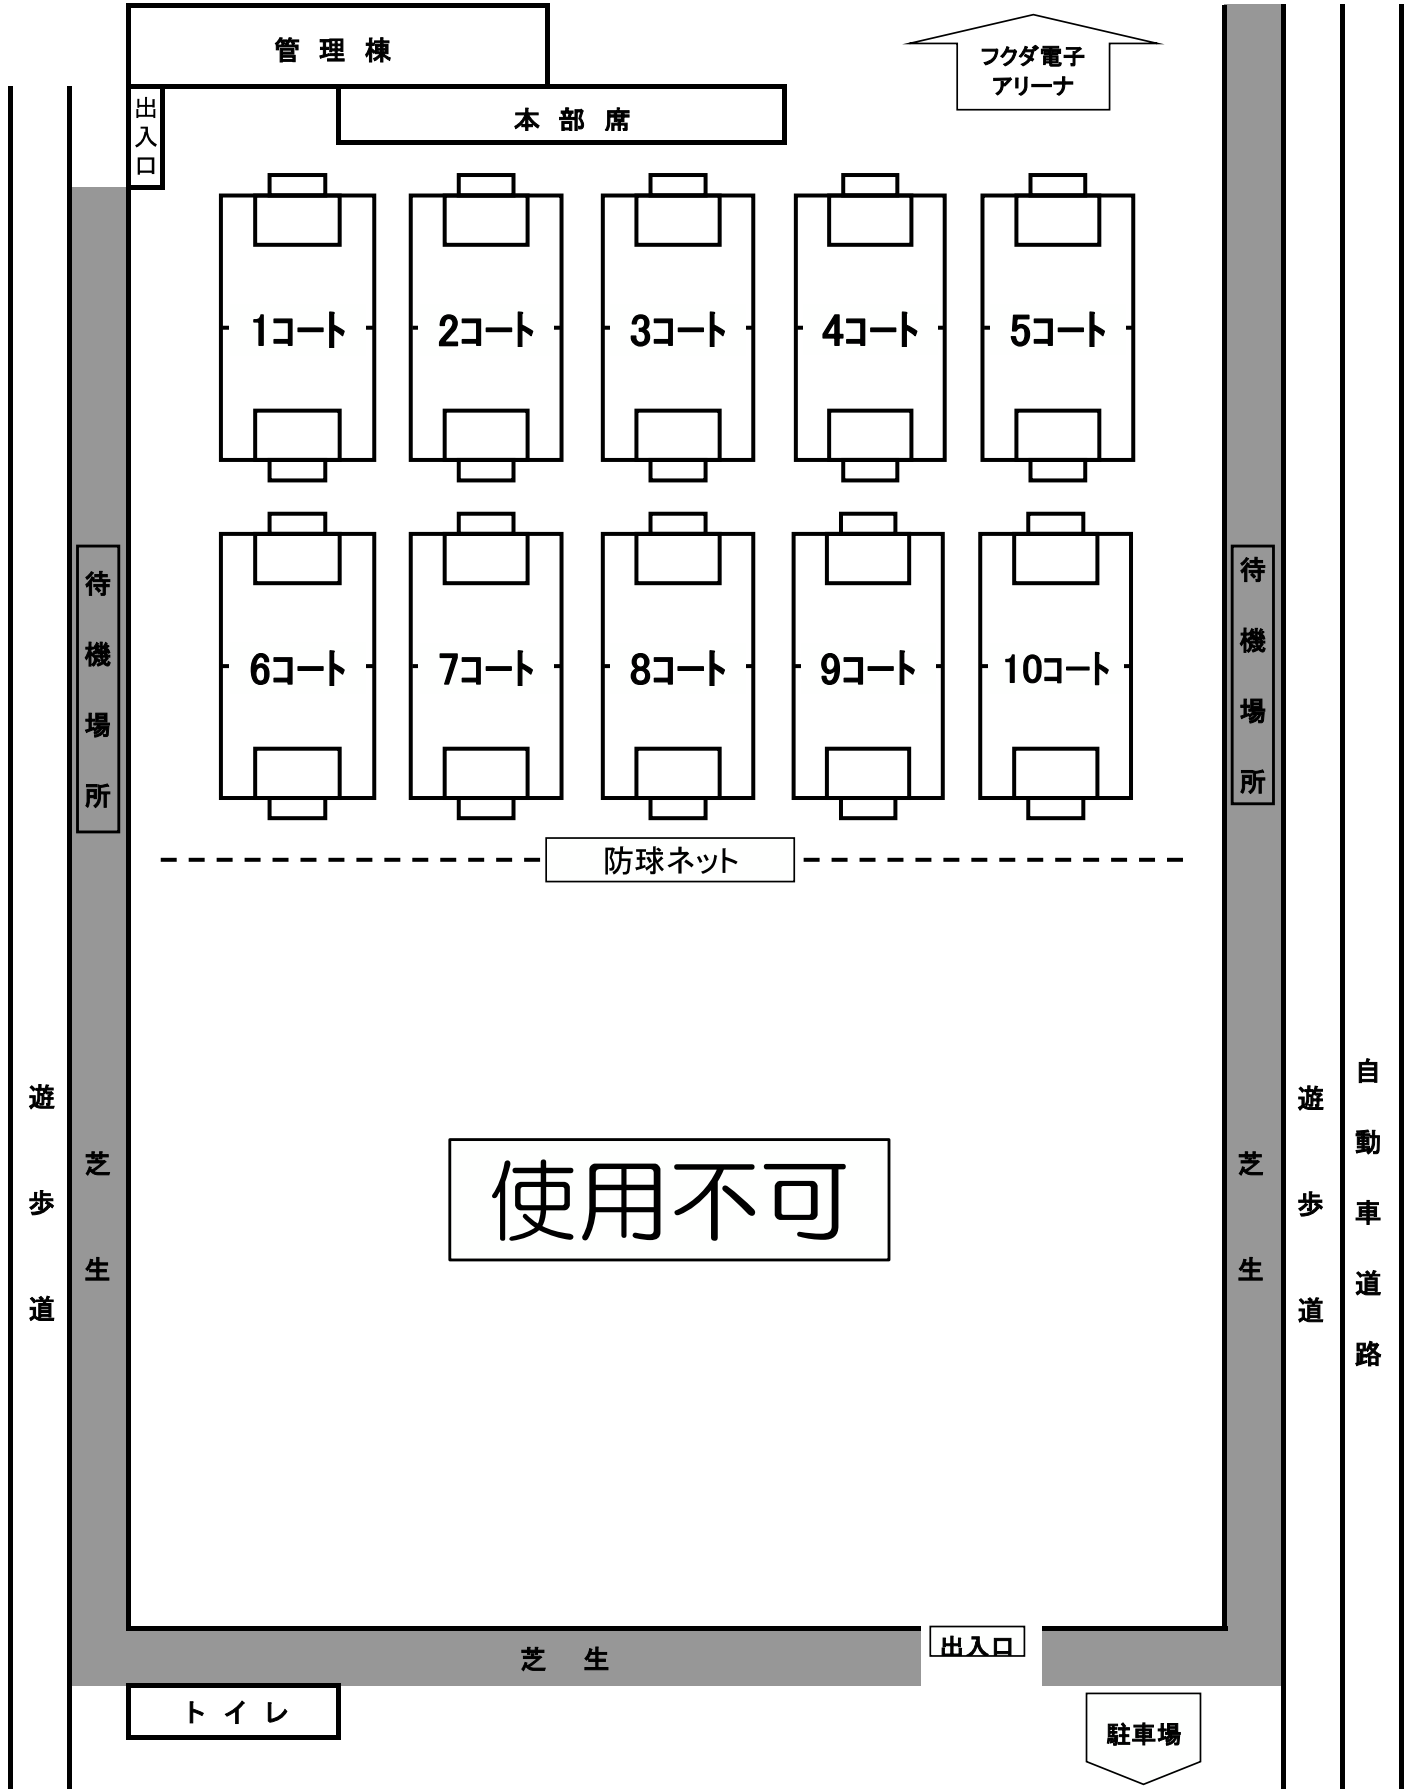 管理棟
フクダ電子
アリーナ
出入口
本部席
1コート
2コート
3コート
4コート
5コート
6コート
7コート
8コート
9コート
10コート
待機場所
待機場所
防球ネット
使用不可
遊歩道
芝生
芝生
遊歩道
自動車道路
芝生
出入口
トイレ
駐車場